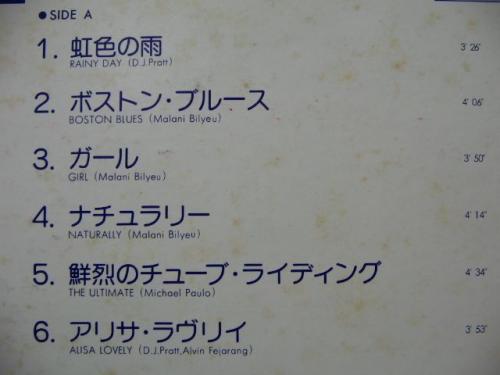 ●SIDE A
1. 虹色の雨 3′26″
RAINY DAY (D.J.Pratt)
2. ボストン・ブルース 4′06″
BOSTON BLUES (Malani Bilyeu)
3. ガール 3′50″
GIRL (Malani Bilyeu)
4. ナチュラリー 4′14″
NATURALLY (Malani Bilyeu)
5. 鮮烈のチューブ・ライディング 4′34″
THE ULTIMATE (Michael Paulo)
6. アリサ・ラヴリイ 3′53″
ALISA LOVELY (D.J.Pratt,Alvin Fejarang)